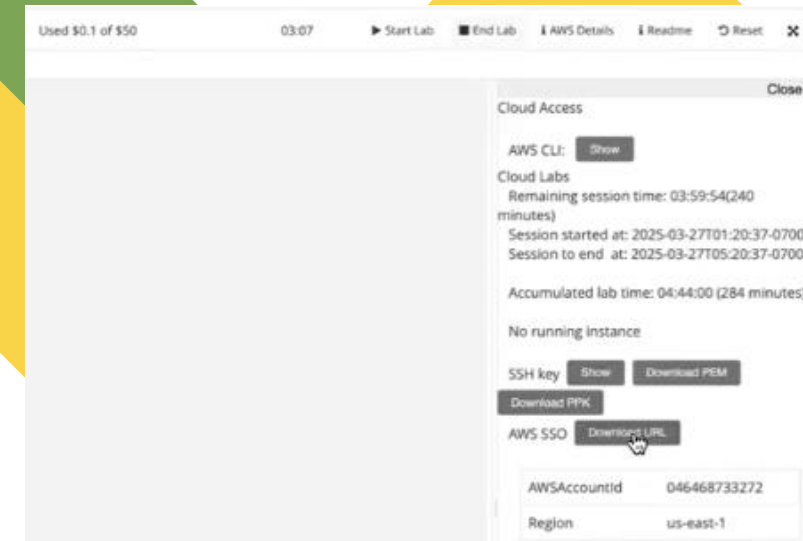 Used $0.1 of $50 03:07 Start Lab End Lab AWS Details Readme Reset
Close
Cloud Access
AWS CLI: Show
Cloud Labs
Remaining session time: 03:59:54(240
minutes)
Session started at: 2025-03-27T01:20:37-0700
Session to end at: 2025-03-27T05:20:37-0700
Accumulated lab time: 04:44:00 (284 minutes)
No running instance
SSH key Show Download PEM
Download PPK
AWS SSO Download URL
AWSAccountId 046468733272
Region us-east-1